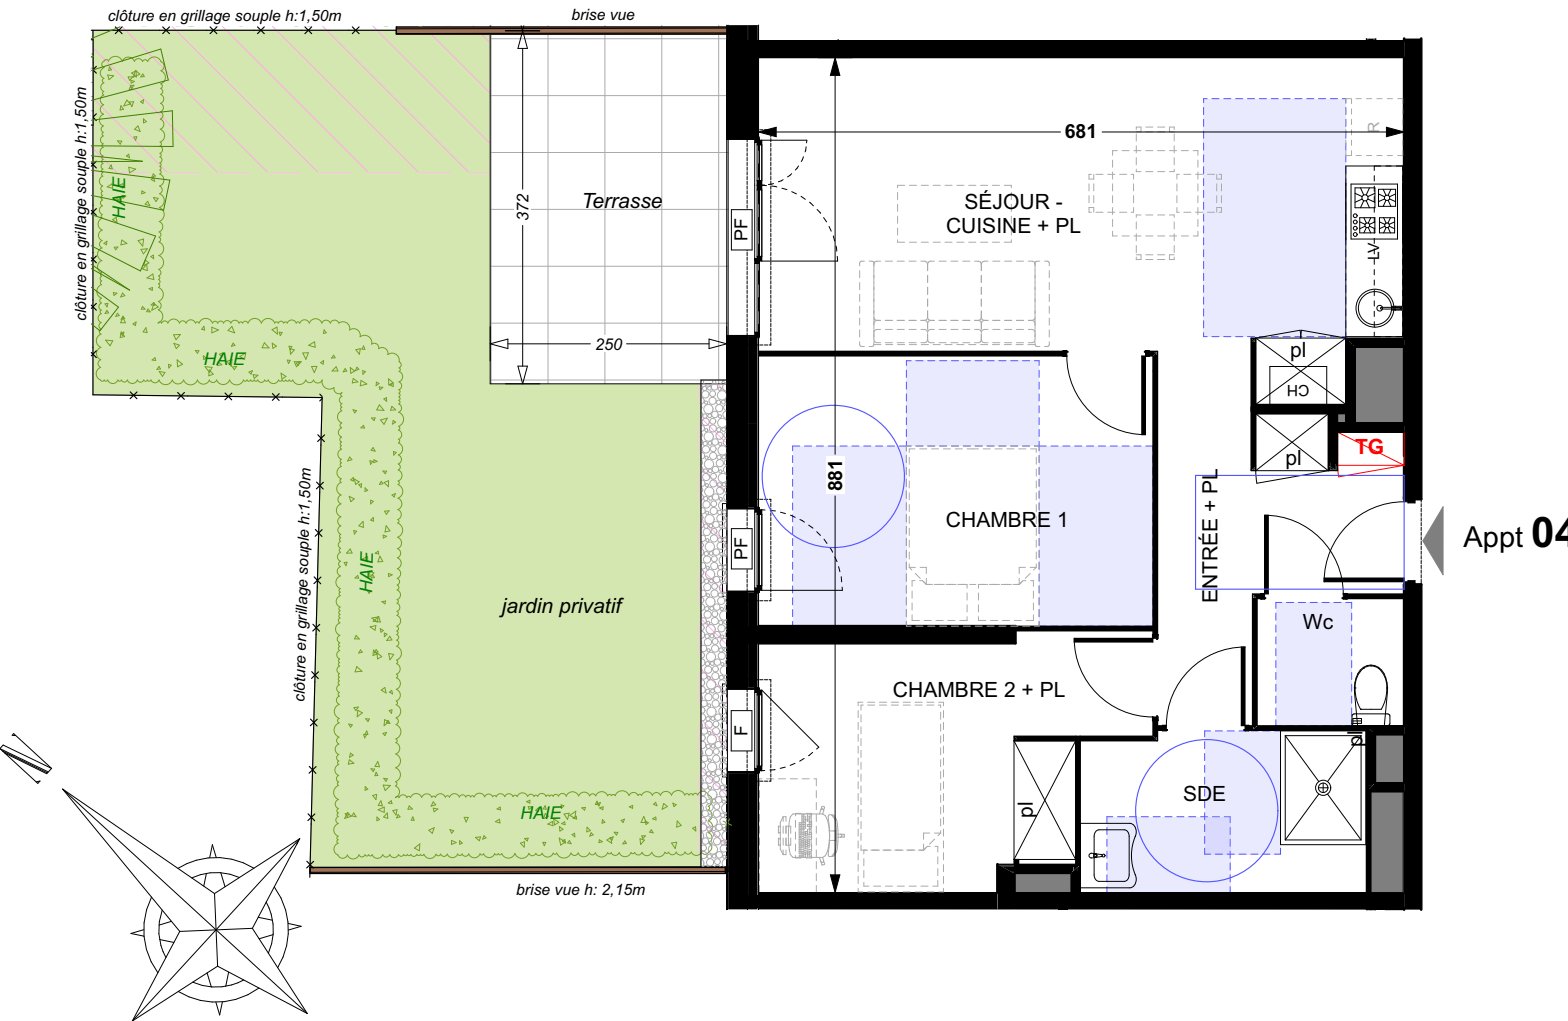 clôture en grillage souple h:1,50m
brise vue
clôture en grillage souple h:1,50m
HAIE
372
Terrasse
PF
681
SÉJOUR -
CUISINE + PL
R
LV
250
HAIE
pl
CH
pl
TG
881
CHAMBRE 1
ENTRÉE + PL
Appt 04
PF
clôture en grillage souple h:1,50m
HAIE
jardin privatif
Wc
CHAMBRE 2 + PL
F
pl
SDE
pl
HAIE
brise vue h: 2,15m
N